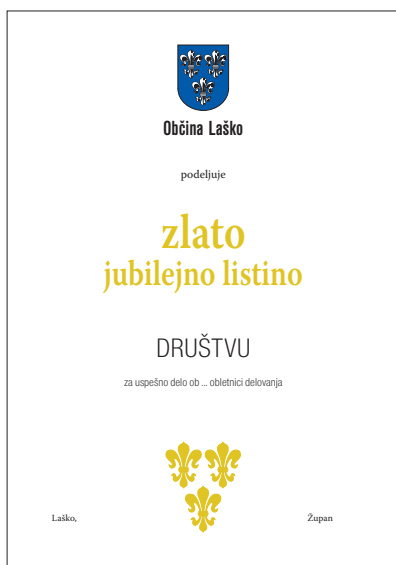 Občina Laško
podeljuje
zlato
jubilejno listino
DRUŠTVU
za uspešno delo ob ... obletnici delovanja
Laško,
Župan